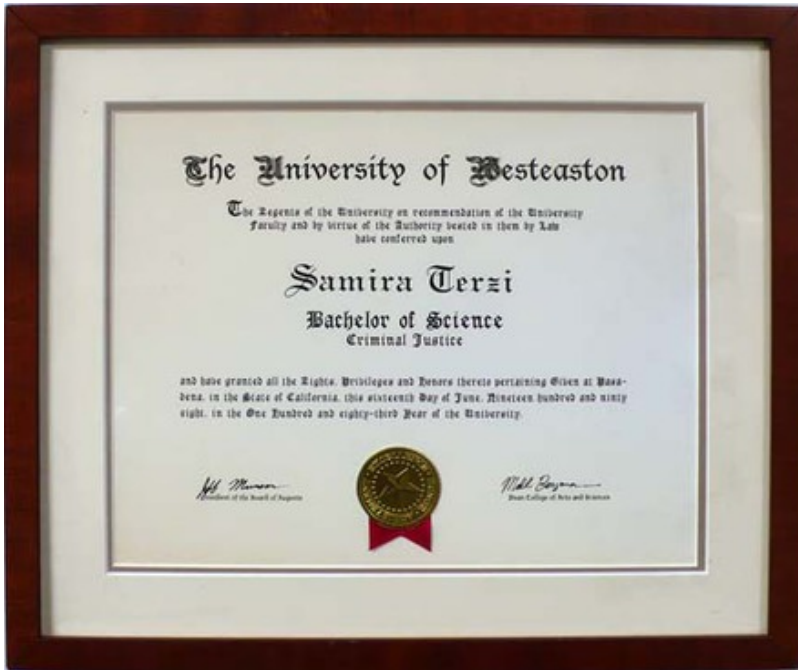 The University of Westeaston
The Regents of the University on recommendation of the University
Faculty and by virtue of the Authority vested in them by Law
have conferred upon
Samira Terzi
Bachelor of Science
Criminal Justice
and have granted all the Rights, Privileges and Honors thereto pertaining Given at Pasa-
dena, in the State of California, this sixteenth Day of June, Nineteen hundred and ninty
eight, in the One Hundred and eighty-third Year of the University.
President of the Board of Regents
Dean College of Arts and Sciences